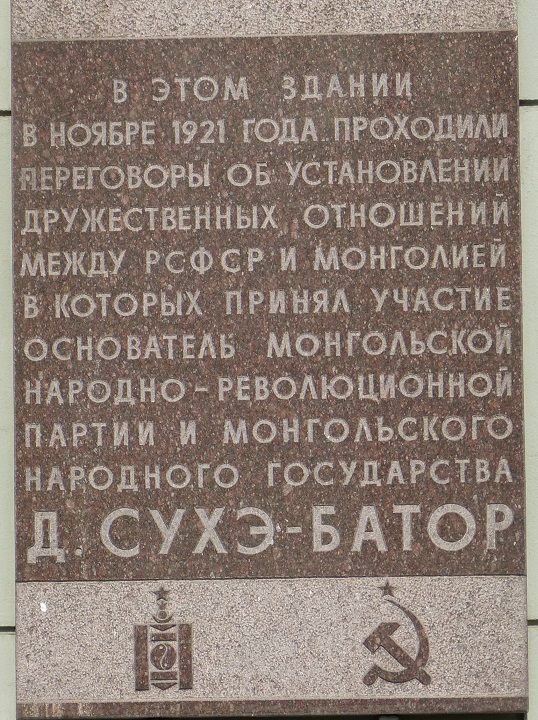 В ЭТОМ ЗДАНИИ
В НОЯБРЕ 1921 ГОДА ПРОХОДИЛИ
ПЕРЕГОВОРЫ ОБ УСТАНОВЛЕНИИ
ДРУЖЕСТВЕННЫХ ОТНОШЕНИЙ
МЕЖДУ РСФСР И МОНГОЛИЕЙ
В КОТОРЫХ ПРИНЯЛ УЧАСТИЕ
ОСНОВАТЕЛЬ МОНГОЛЬСКОЙ
НАРОДНО-РЕВОЛЮЦИОННОЙ
ПАРТИИ И МОНГОЛЬСКОГО
НАРОДНОГО ГОСУДАРСТВА
Д. СУХЭ-БАТОР